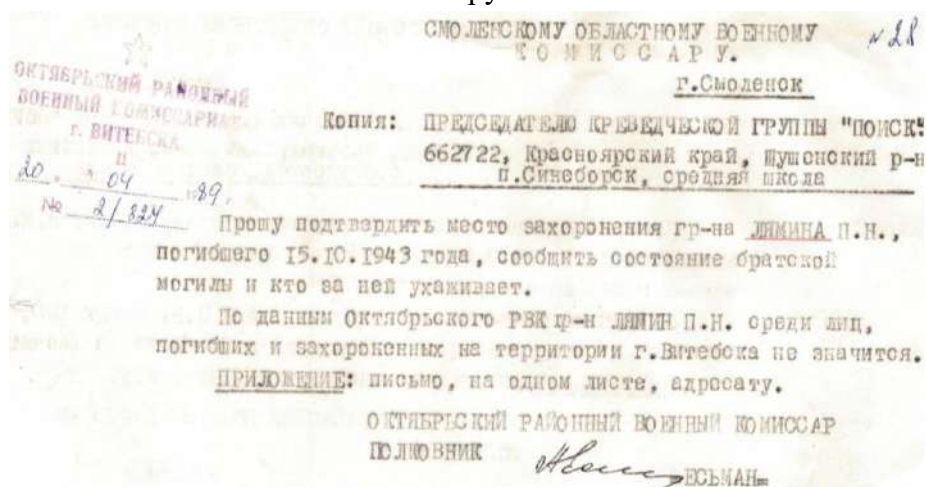 СМОЛЕНСКОМУ ОБЛАСТНОМУ ВОЕННОМУ
КОМИССАРУ.
№ 28
г.Смоленск
ОКТЯБРЬСКИЙ РАЙОННЫЙ
ВОЕННЫЙ КОМИССАРИАТ
г. ВИТЕБСКА
20. 04 .89.
№ 2/824
Копия: ПРЕДСЕДАТЕЛЮ КРЕВЕДЧЕСКОЙ ГРУППЫ "ПОИСК"
662722, Красноярский край, Шушенский р-н
п.Синеборск, средняя школа
Прошу подтвердить место захоронения гр-на ЛЯМИНА П.Н.,
погибшего 15.10.1943 года, сообщить состояние братской
могилы и кто за ней ухаживает.
По данным Октябрьского РВК гр-н ЛЯМИН П.Н. среди лиц,
погибших и захороненных на территории г.Витебска не значится.
ПРИЛОЖЕНИЕ: письмо, на одном листе, адресату.
ОКТЯБРЬСКИЙ РАЙОННЫЙ ВОЕННЫЙ КОМИССАР
ПОЛКОВНИК
ЕСЬМАН=